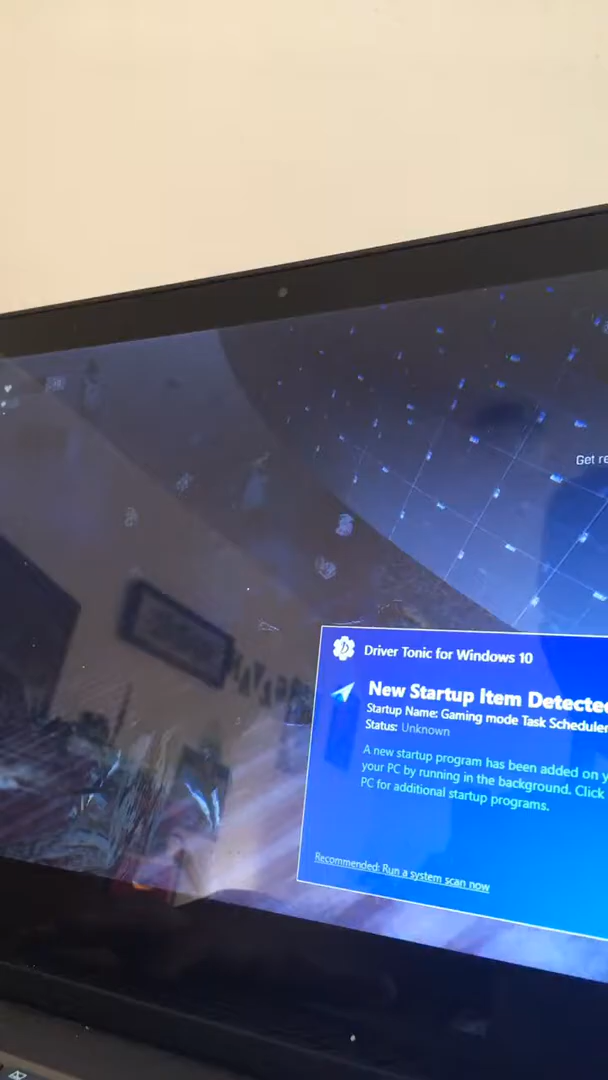 Get re
Driver Tonic for Windows 10
New Startup Item Detected
Startup Name: Gaming mode Task Scheduler
Status: Unknown
A new startup program has been added on y
your PC by running in the background. Click
PC for additional startup programs.
Recommended: Run a system scan now